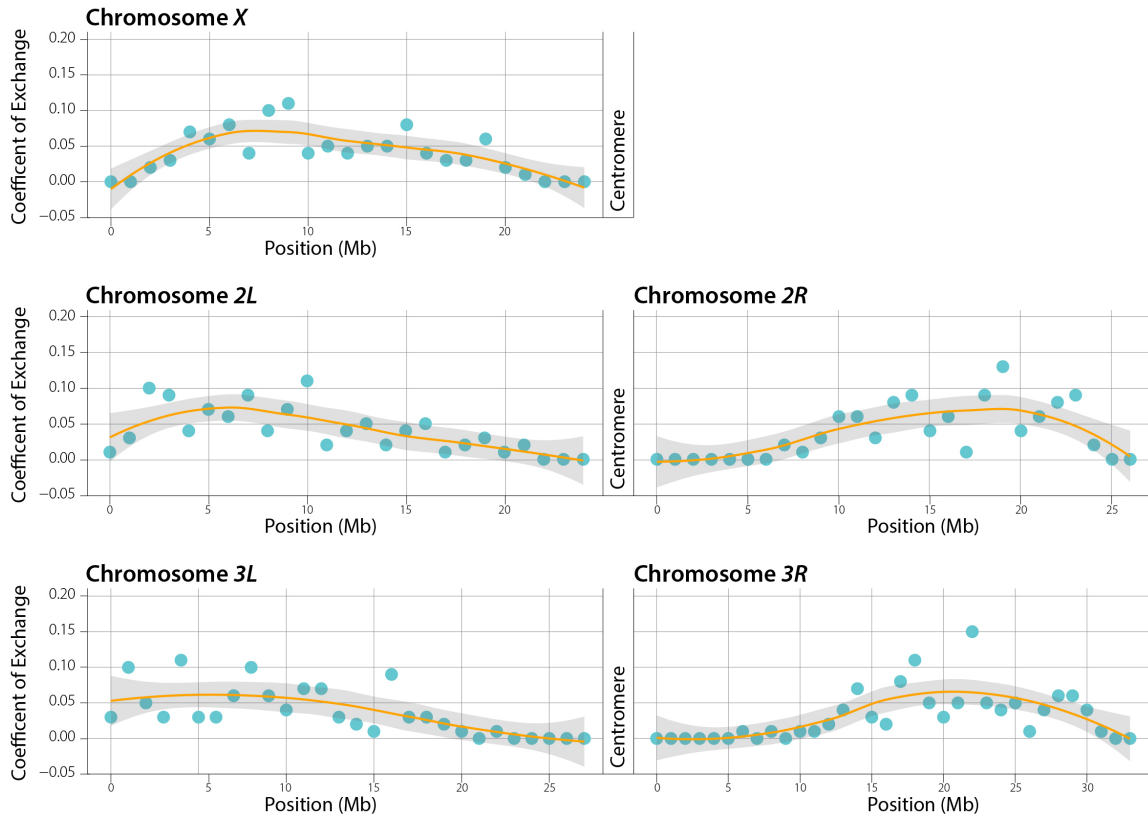 Chromosome X
Coefficent of Exchange
0.20
0.15
0.10
0.05
0.00
−0.05
0 5 10 15 20
Position (Mb)
Centromere
Chromosome 2L
Coefficent of Exchange
0.20
0.15
0.10
0.05
0.00
−0.05
0 5 10 15 20
Position (Mb)
Centromere
Chromosome 2R
0 5 10 15 20 25
Position (Mb)
Chromosome 3L
Coefficent of Exchange
0.20
0.15
0.10
0.05
0.00
−0.05
0 5 10 15 20 25
Position (Mb)
Centromere
Chromosome 3R
0 5 10 15 20 25 30
Position (Mb)